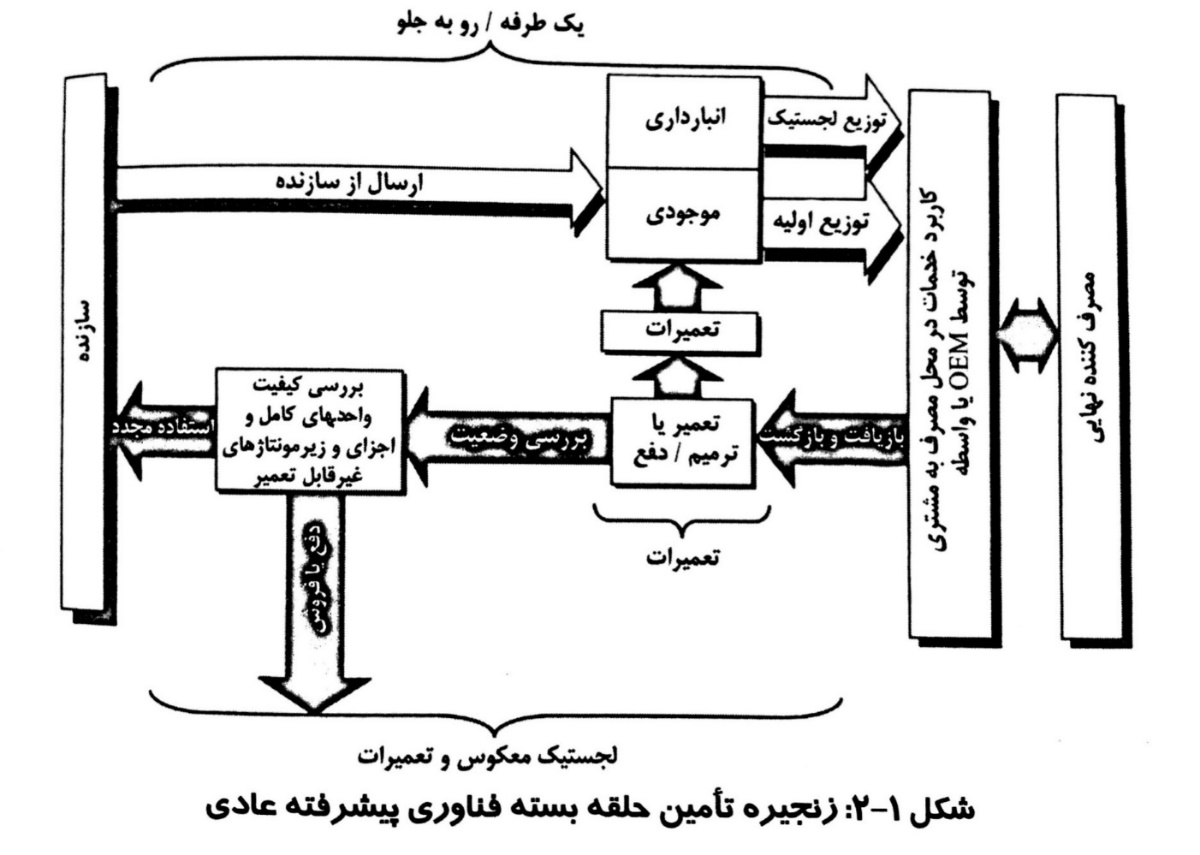 یک طرفه / رو به جلو
انبارداری
توزیع لجستیک
ارسال از سازنده
موجودی
توزیع اولیه
سازنده
کاربرد خدمات در محل مصرف به مشتری
توسط OEM یا واسطه
مصرف کننده نهایی
تعمیرات
تعمیر یا
ترمیم / دفع
بازیافت و بازگشت
بررسی وضعیت
بررسی کیفیت
واحدهای کامل و
اجزای و زیرمونتاژهای
غیرقابل تعمیر
استفاده مجدد
دفع یا فروش
تعمیرات
لجستیک معکوس و تعمیرات
شکل ۱-۲: زنجیره تأمین حلقه بسته فناوری پیشرفته عادی